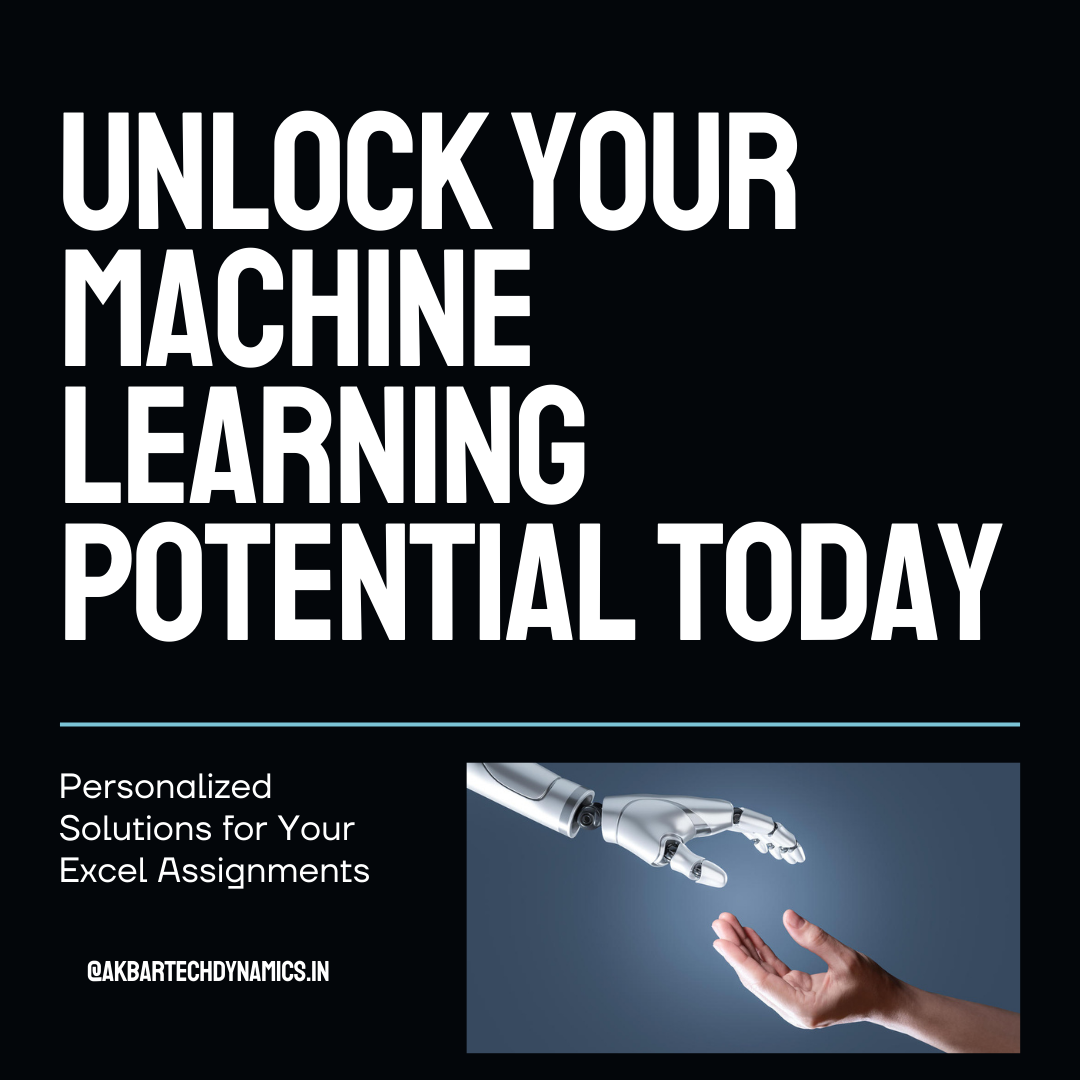 UNLOCK YOUR
MACHINE
LEARNING
POTENTIAL TODAY
Personalized
Solutions for Your
Excel Assignments
@AKBARTECHDYNAMICS.IN